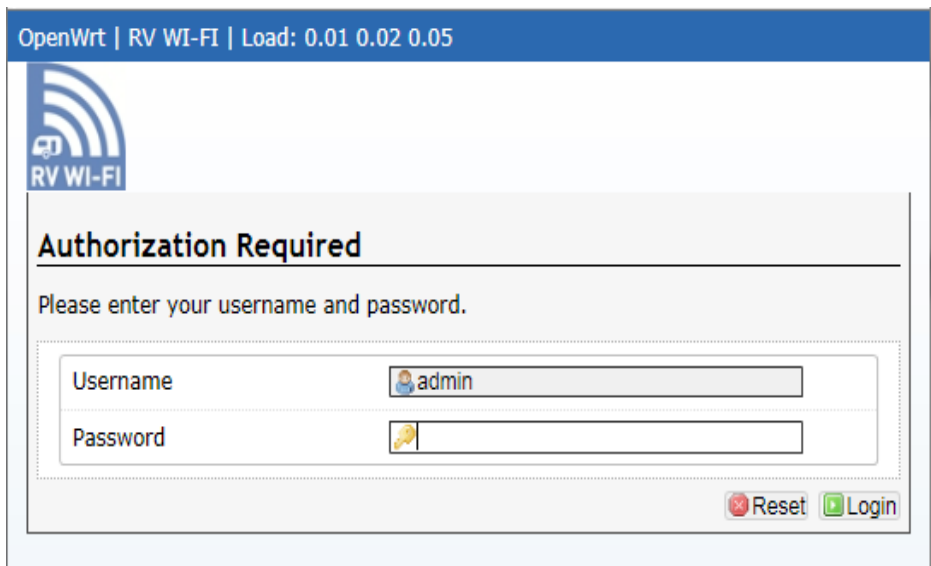 OpenWrt | RV WI-FI | Load: 0.01 0.02 0.05
RV WI-FI
Authorization Required
Please enter your username and password.
Username admin
Password
Reset Login